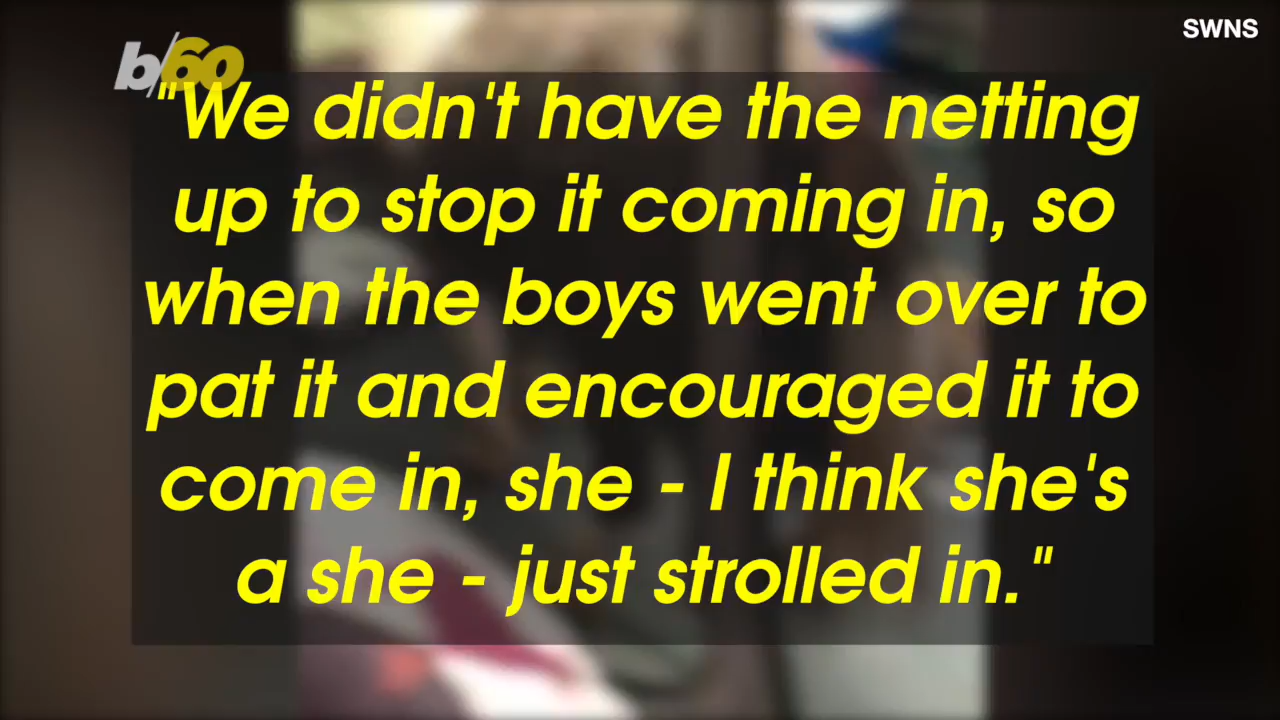 SWNS
b/60
"We didn't have the netting
up to stop it coming in, so
when the boys went over to
pat it and encouraged it to
come in, she - I think she's
a she - just strolled in."